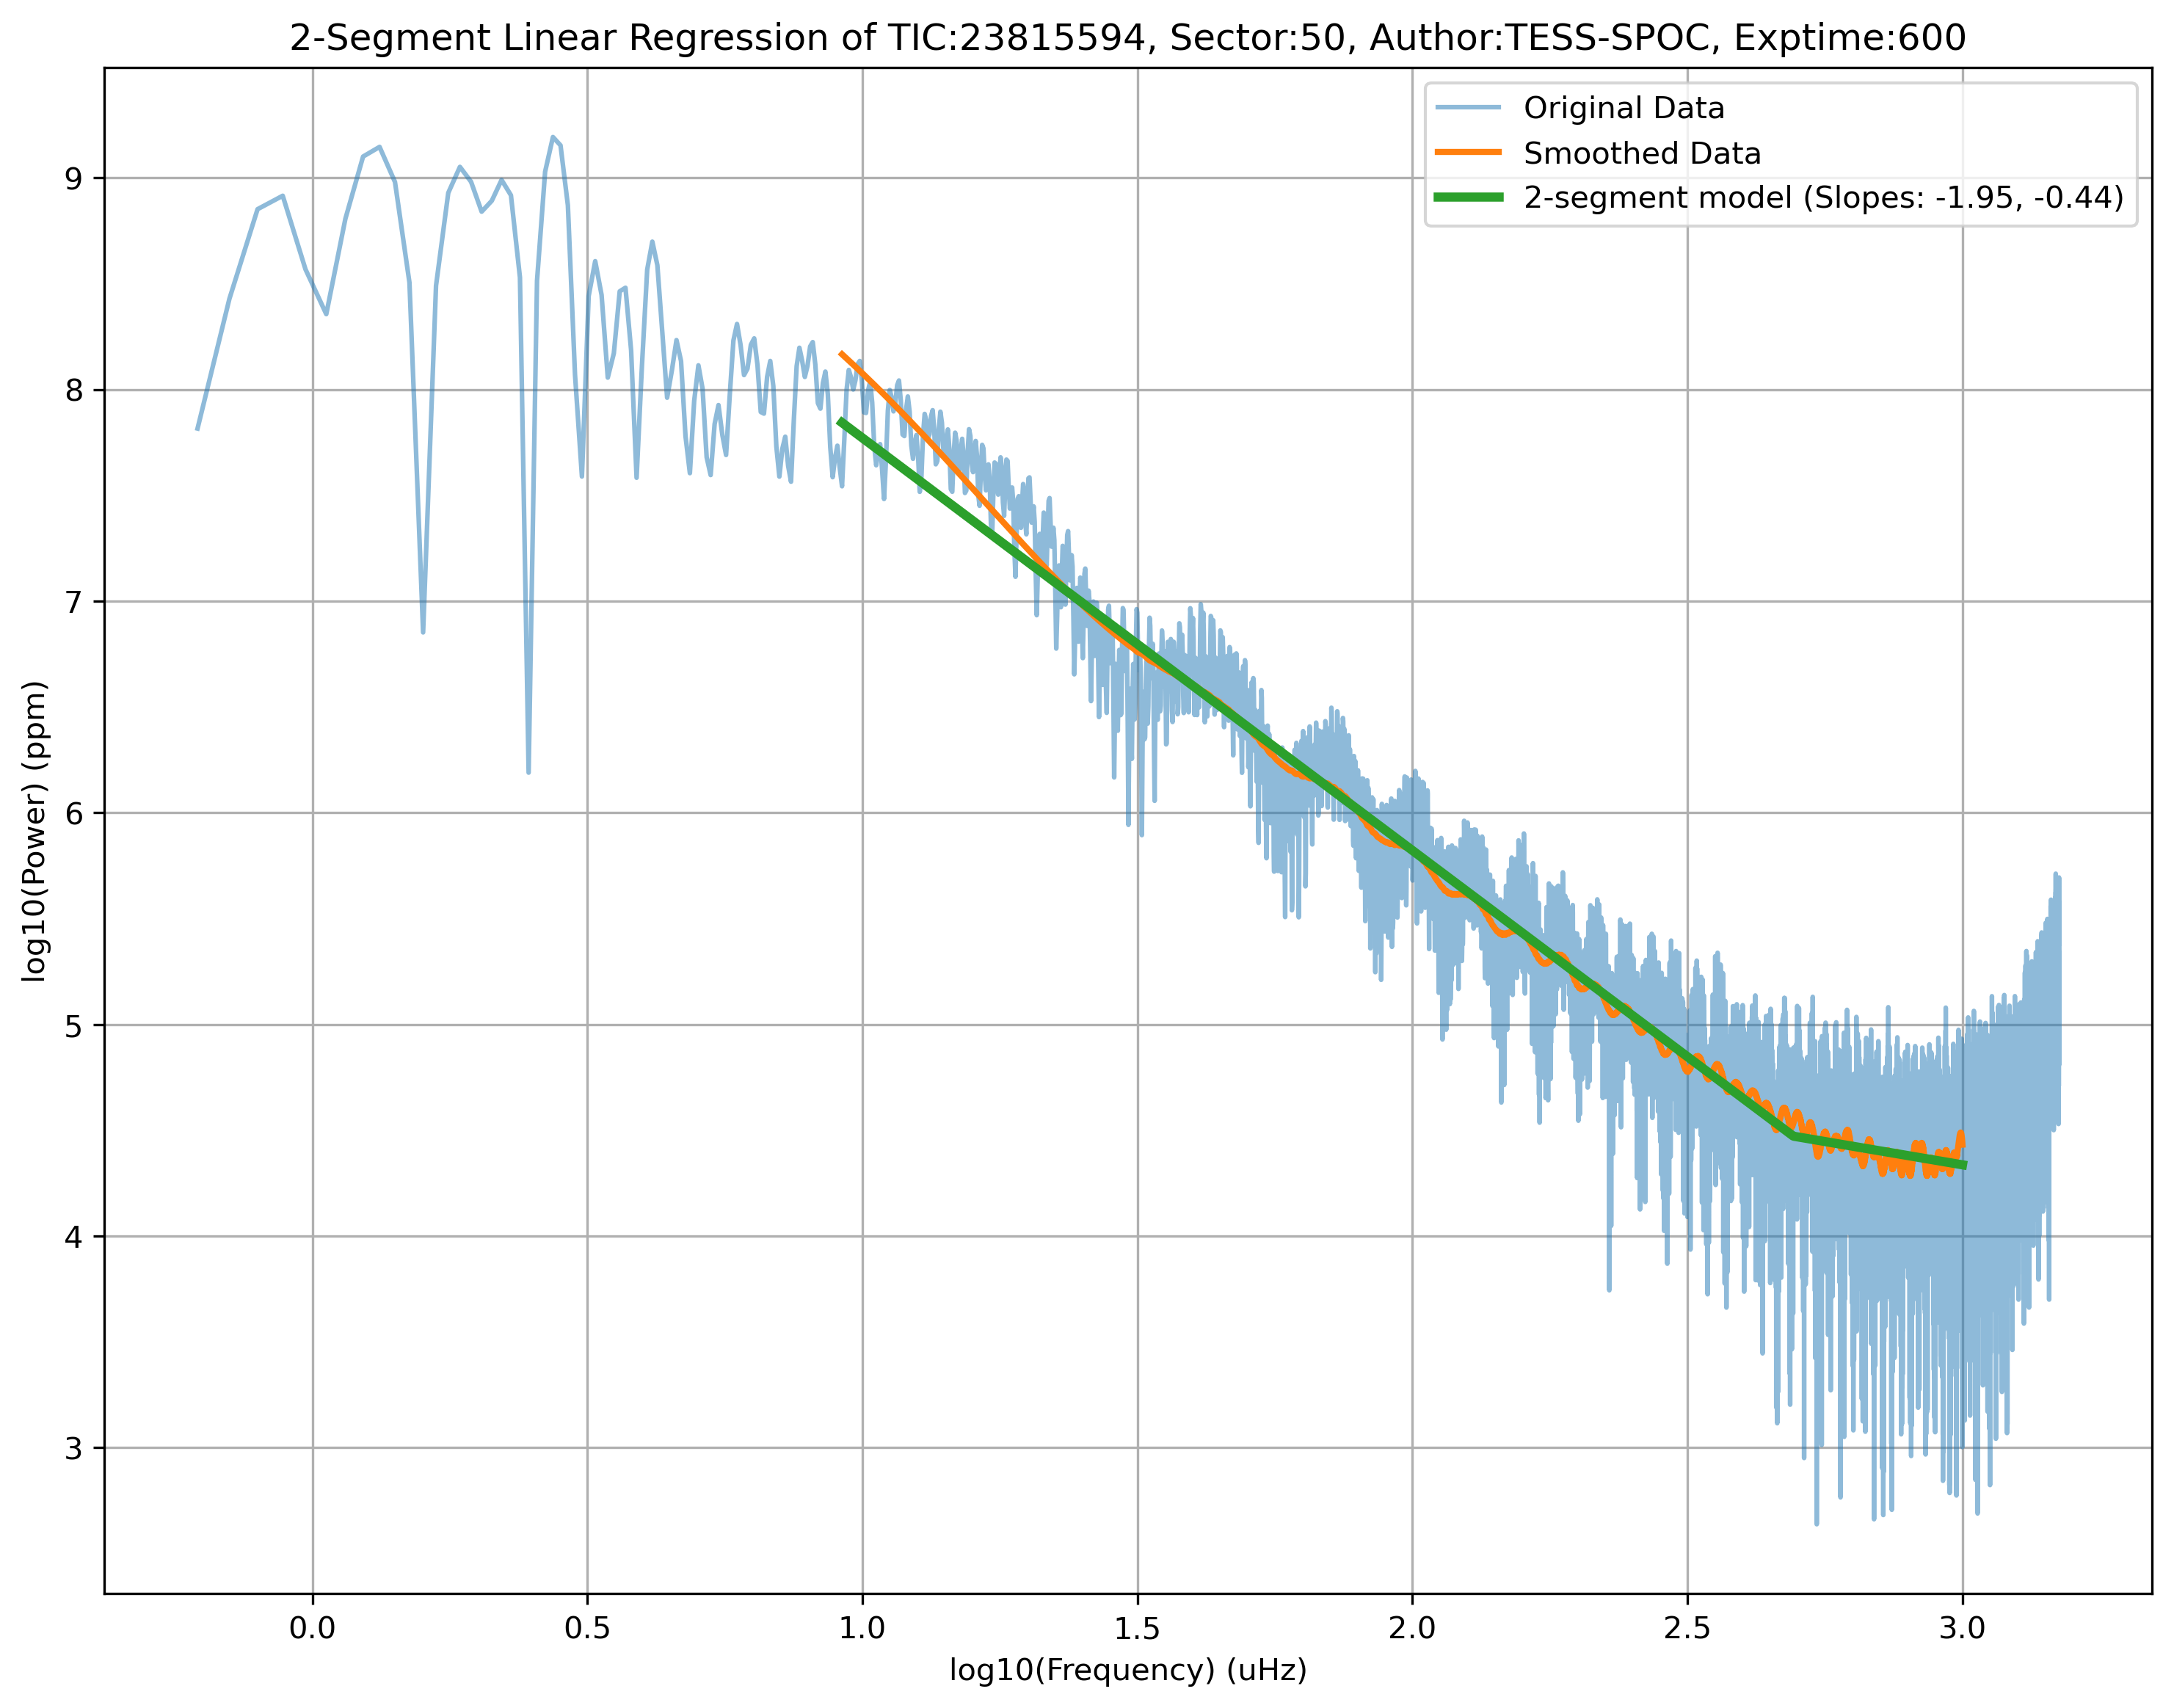 2-Segment Linear Regression of TIC:23815594, Sector:50, Author:TESS-SPOC, Exptime:600
Original Data
Smoothed Data
2-segment model (Slopes: -1.95, -0.44)
9
8
7
6
5
4
3
log10(Power) (ppm)
0.0 0.5 1.0 1.5 2.0 2.5 3.0
log10(Frequency) (uHz)